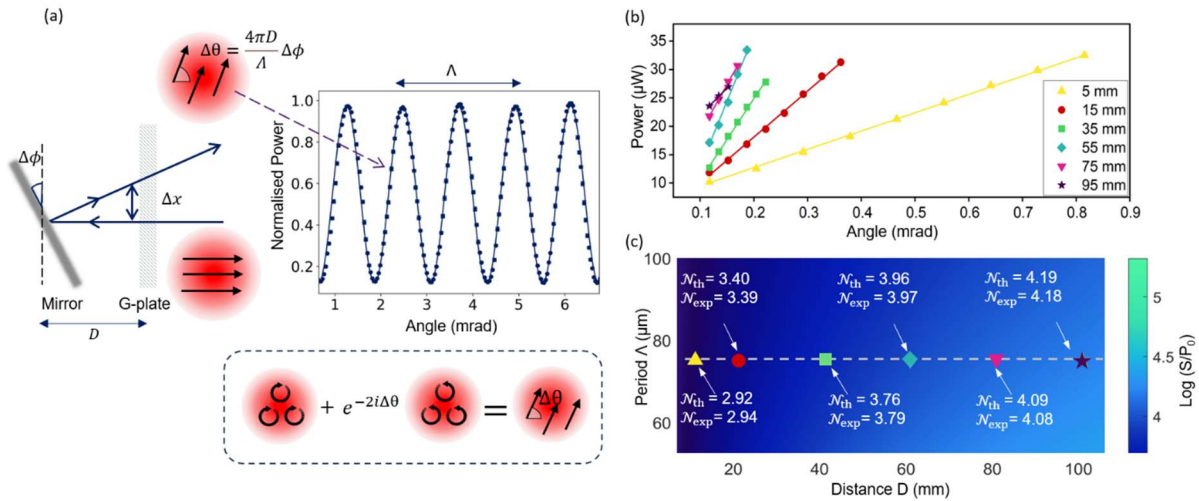 (a)
Δθ = 4πD/Λ Δϕ
Δϕ
Δx
Mirror
G-plate
D
Λ
Normalised Power
1.0
0.8
0.6
0.4
0.2
1 2 3 4 5 6
Angle (mrad)
+ e^{-2iΔθ} = Δθ
(b)
Power (µW)
35
30
25
20
15
10
0.1 0.2 0.3 0.4 0.5 0.6 0.7 0.8 0.9
Angle (mrad)
5 mm
15 mm
35 mm
55 mm
75 mm
95 mm
(c)
Period Λ (µm)
100
80
60
𝒩th = 3.40
𝒩exp = 3.39
𝒩th = 3.96
𝒩exp = 3.97
𝒩th = 4.19
𝒩exp = 4.18
𝒩th = 2.92
𝒩exp = 2.94
𝒩th = 3.76
𝒩exp = 3.79
𝒩th = 4.09
𝒩exp = 4.08
20 40 60 80 100
Distance D (mm)
5
4.5
4
Log (S/P₀)